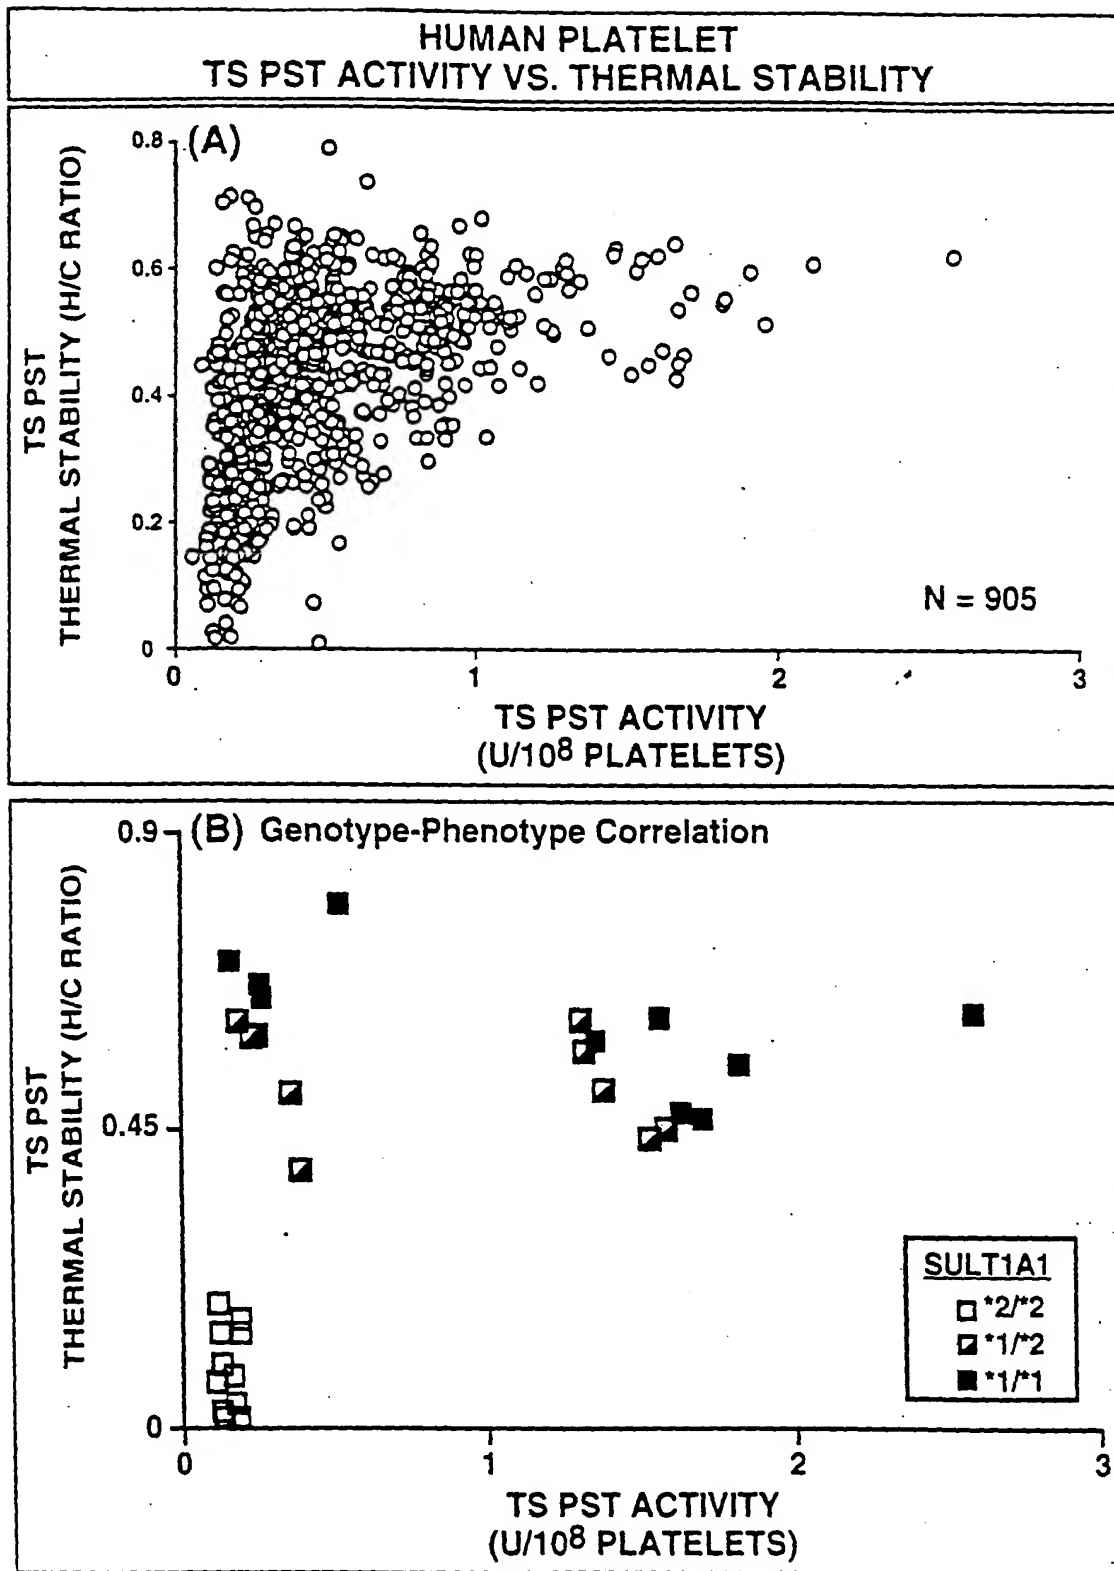 HUMAN PLATELET
TS PST ACTIVITY VS. THERMAL STABILITY
(A)
TS PST
THERMAL STABILITY (H/C RATIO)
0.8
0.6
0.4
0.2
0
0
1
2
3
N = 905
TS PST ACTIVITY
(U/10⁸ PLATELETS)
(B) Genotype-Phenotype Correlation
TS PST
THERMAL STABILITY (H/C RATIO)
0.9
0.45
0
0
1
2
3
SULT1A1
*2/*2
*1/*2
*1/*1
TS PST ACTIVITY
(U/10⁸ PLATELETS)